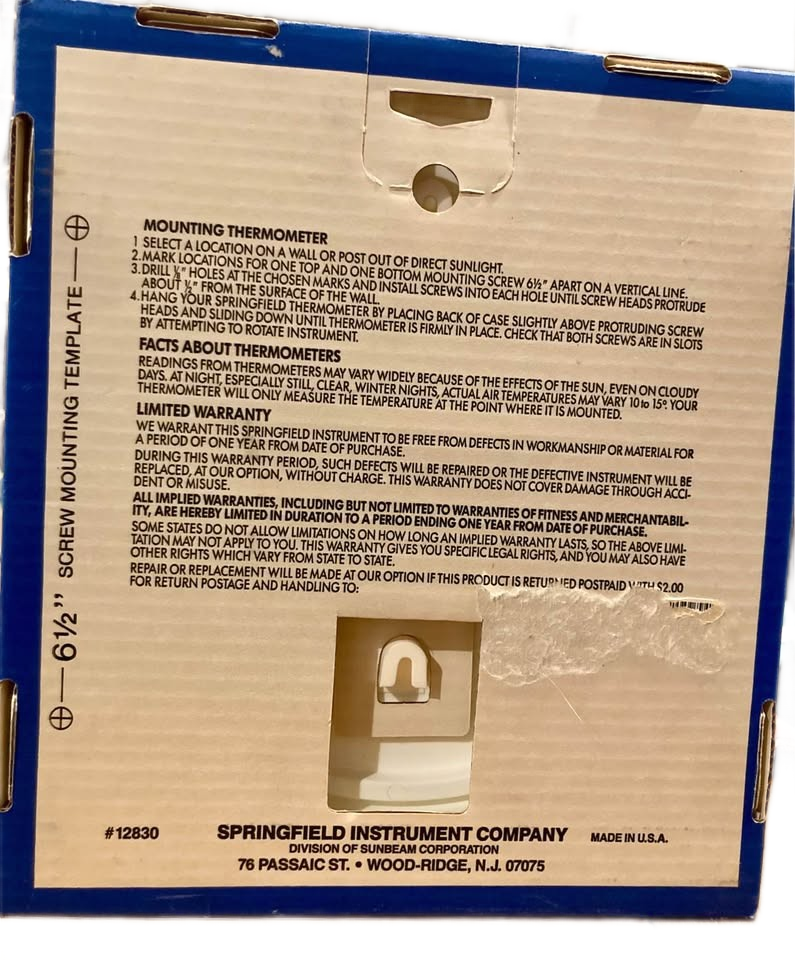 MOUNTING THERMOMETER
1 SELECT A LOCATION ON A WALL OR POST OUT OF DIRECT SUNLIGHT.
2. MARK LOCATIONS FOR ONE TOP AND ONE BOTTOM MOUNTING SCREW 6½" APART ON A VERTICAL LINE.
3. DRILL ⅛" HOLES AT THE CHOSEN MARKS AND INSTALL SCREWS INTO EACH HOLE UNTIL SCREW HEADS PROTRUDE
ABOUT ½" FROM THE SURFACE OF THE WALL.
4. HANG YOUR SPRINGFIELD THERMOMETER BY PLACING BACK OF CASE SLIGHTLY ABOVE PROTRUDING SCREW
HEADS AND SLIDING DOWN UNTIL THERMOMETER IS FIRMLY IN PLACE. CHECK THAT BOTH SCREWS ARE IN SLOTS
BY ATTEMPTING TO ROTATE INSTRUMENT.
FACTS ABOUT THERMOMETERS
READINGS FROM THERMOMETERS MAY VARY WIDELY BECAUSE OF THE EFFECTS OF THE SUN, EVEN ON CLOUDY
DAYS. AT NIGHT, ESPECIALLY STILL, CLEAR, WINTER NIGHTS, ACTUAL AIR TEMPERATURES MAY VARY 10 to 15°. YOUR
THERMOMETER WILL ONLY MEASURE THE TEMPERATURE AT THE POINT WHERE IT IS MOUNTED.
LIMITED WARRANTY
WE WARRANT THIS SPRINGFIELD INSTRUMENT TO BE FREE FROM DEFECTS IN WORKMANSHIP OR MATERIAL FOR
A PERIOD OF ONE YEAR FROM DATE OF PURCHASE.
DURING THIS WARRANTY PERIOD, SUCH DEFECTS WILL BE REPAIRED OR THE DEFECTIVE INSTRUMENT WILL BE
REPLACED, AT OUR OPTION, WITHOUT CHARGE. THIS WARRANTY DOES NOT COVER DAMAGE THROUGH ACCI-
DENT OR MISUSE.
ALL IMPLIED WARRANTIES, INCLUDING BUT NOT LIMITED TO WARRANTIES OF FITNESS AND MERCHANTABIL-
ITY, ARE HEREBY LIMITED IN DURATION TO A PERIOD ENDING ONE YEAR FROM DATE OF PURCHASE.
SOME STATES DO NOT ALLOW LIMITATIONS ON HOW LONG AN IMPLIED WARRANTY LASTS, SO THE ABOVE LIMI-
TATION MAY NOT APPLY TO YOU. THIS WARRANTY GIVES YOU SPECIFIC LEGAL RIGHTS, AND YOU MAY ALSO HAVE
OTHER RIGHTS WHICH VARY FROM STATE TO STATE.
REPAIR OR REPLACEMENT WILL BE MADE AT OUR OPTION IF THIS PRODUCT IS RETURNED POSTPAID WITH $2.00
FOR RETURN POSTAGE AND HANDLING TO:
6½" SCREW MOUNTING TEMPLATE
#12830
SPRINGFIELD INSTRUMENT COMPANY
MADE IN U.S.A.
DIVISION OF SUNBEAM CORPORATION
76 PASSAIC ST. • WOOD-RIDGE, N.J. 07075